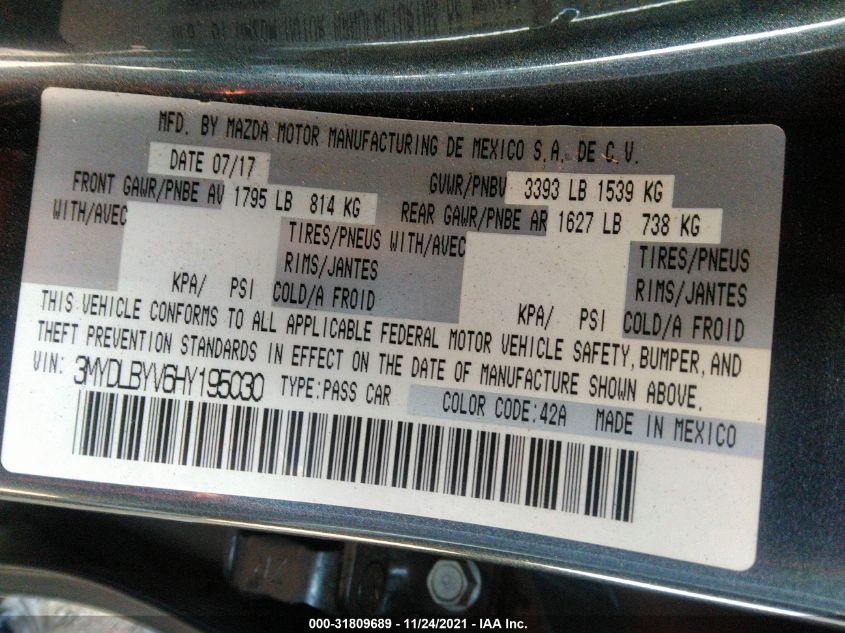 MFD. BY MAZDA MOTOR MANUFACTURING DE MEXICO S.A. DE C.V.
DATE 07/17 GVWR/PNBV 3393 LB 1539 KG
FRONT GAWR/PNBE AV 1795 LB 814 KG REAR GAWR/PNBE AR 1627 LB 738 KG
WITH/AVEC TIRES/PNEUS WITH/AVEC TIRES/PNEUS
RIMS/JANTES RIMS/JANTES
KPA/ PSI COLD/A FROID KPA/ PSI COLD/A FROID
THIS VEHICLE CONFORMS TO ALL APPLICABLE FEDERAL MOTOR VEHICLE SAFETY, BUMPER, AND
THEFT PREVENTION STANDARDS IN EFFECT ON THE DATE OF MANUFACTURE SHOWN ABOVE.
VIN: 3MYDLBYV6HY195030 TYPE:PASS CAR COLOR CODE:42A MADE IN MEXICO
000-31809689 - 11/24/2021 - IAA Inc.